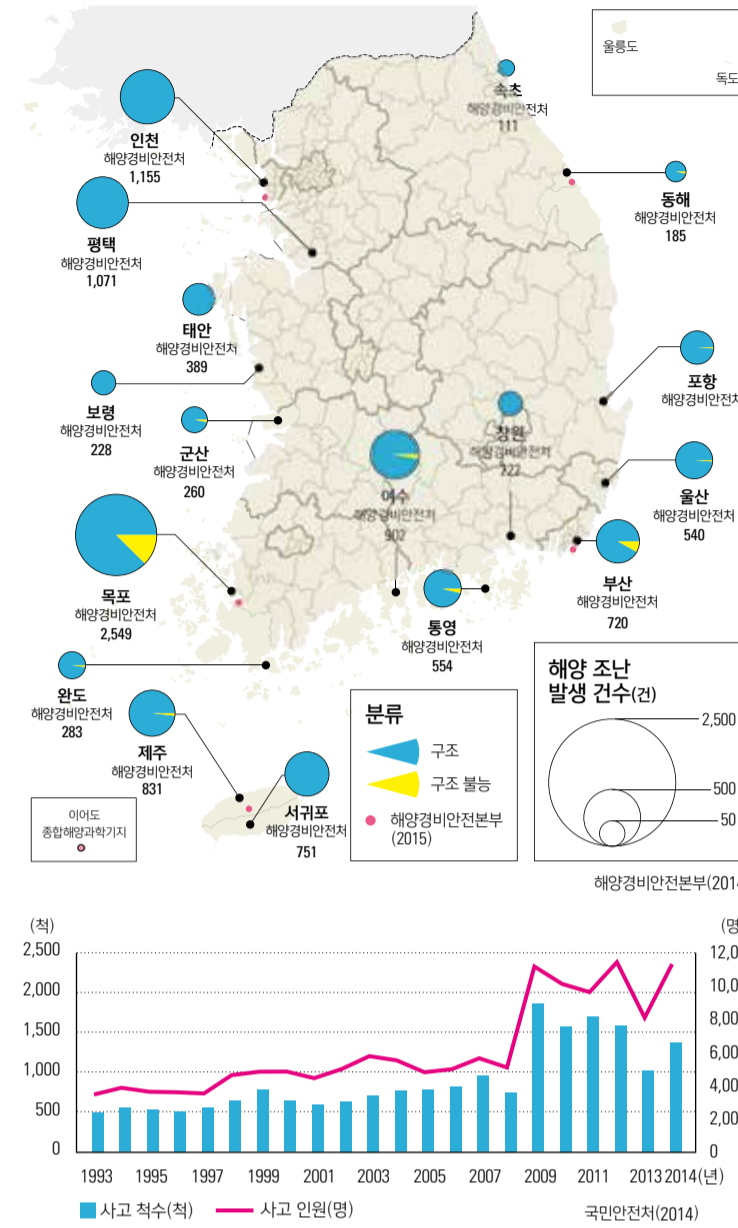 울릉도
독도
속초
해양경비안전처
111
인천
해양경비안전처
1,155
동해
해양경비안전처
185
평택
해양경비안전처
1,071
태안
해양경비안전처
389
포항
해양경비안전처
보령
해양경비안전처
228
군산
해양경비안전처
260
창원
해양경비안전처
222
여수
해양경비안전처
902
울산
해양경비안전처
540
목포
해양경비안전처
2,549
부산
해양경비안전처
720
통영
해양경비안전처
554
완도
해양경비안전처
283
제주
해양경비안전처
831
서귀포
해양경비안전처
751
이어도
종합해양과학기지
분류
구조
구조 불능
해양경비안전본부
(2015)
해양 조난
발생 건수(건)
2,500
500
50
해양경비안전본부(2014
(척)
(명
2,500
2,000
1,500
1,000
500
0
12,00
10,00
8,000
6,000
4,000
2,000
0
1993 1995 1997 1999 2001 2003 2005 2007 2009 2011 2013 2014(년)
사고 척수(척) 사고 인원(명)
국민안전처(2014)